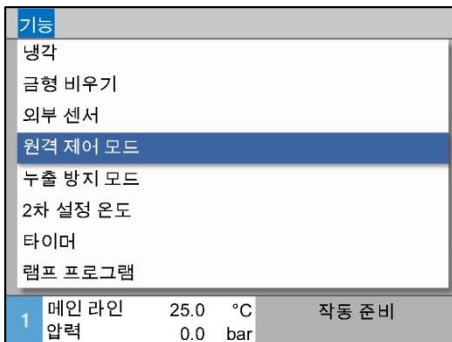 기능
냉각
금형 비우기
외부 센서
원격 제어 모드
누출 방지 모드
2차 설정 온도
타이머
램프 프로그램
1 메인 라인 25.0 °C 작동 준비
압력 0.0 bar